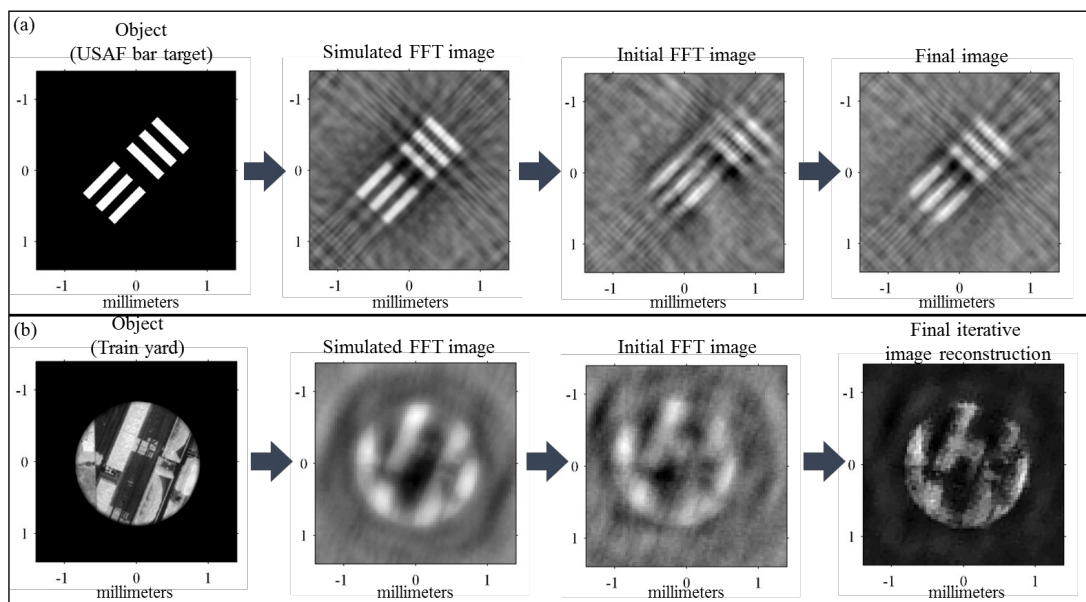 (a)
Object
(USAF bar target)
Simulated FFT image
Initial FFT image
Final image
-1
0
1
-1
0
1
-1
0
1
-1
0
1
-1 0 1
-1 0 1
-1 0 1
-1 0 1
millimeters
millimeters
millimeters
millimeters
(b)
Object
(Train yard)
Simulated FFT image
Initial FFT image
Final iterative
image reconstruction
-1
0
1
-1
0
1
-1
0
1
-1
0
1
-1 0 1
-1 0 1
-1 0 1
-1 0 1
millimeters
millimeters
millimeters
millimeters